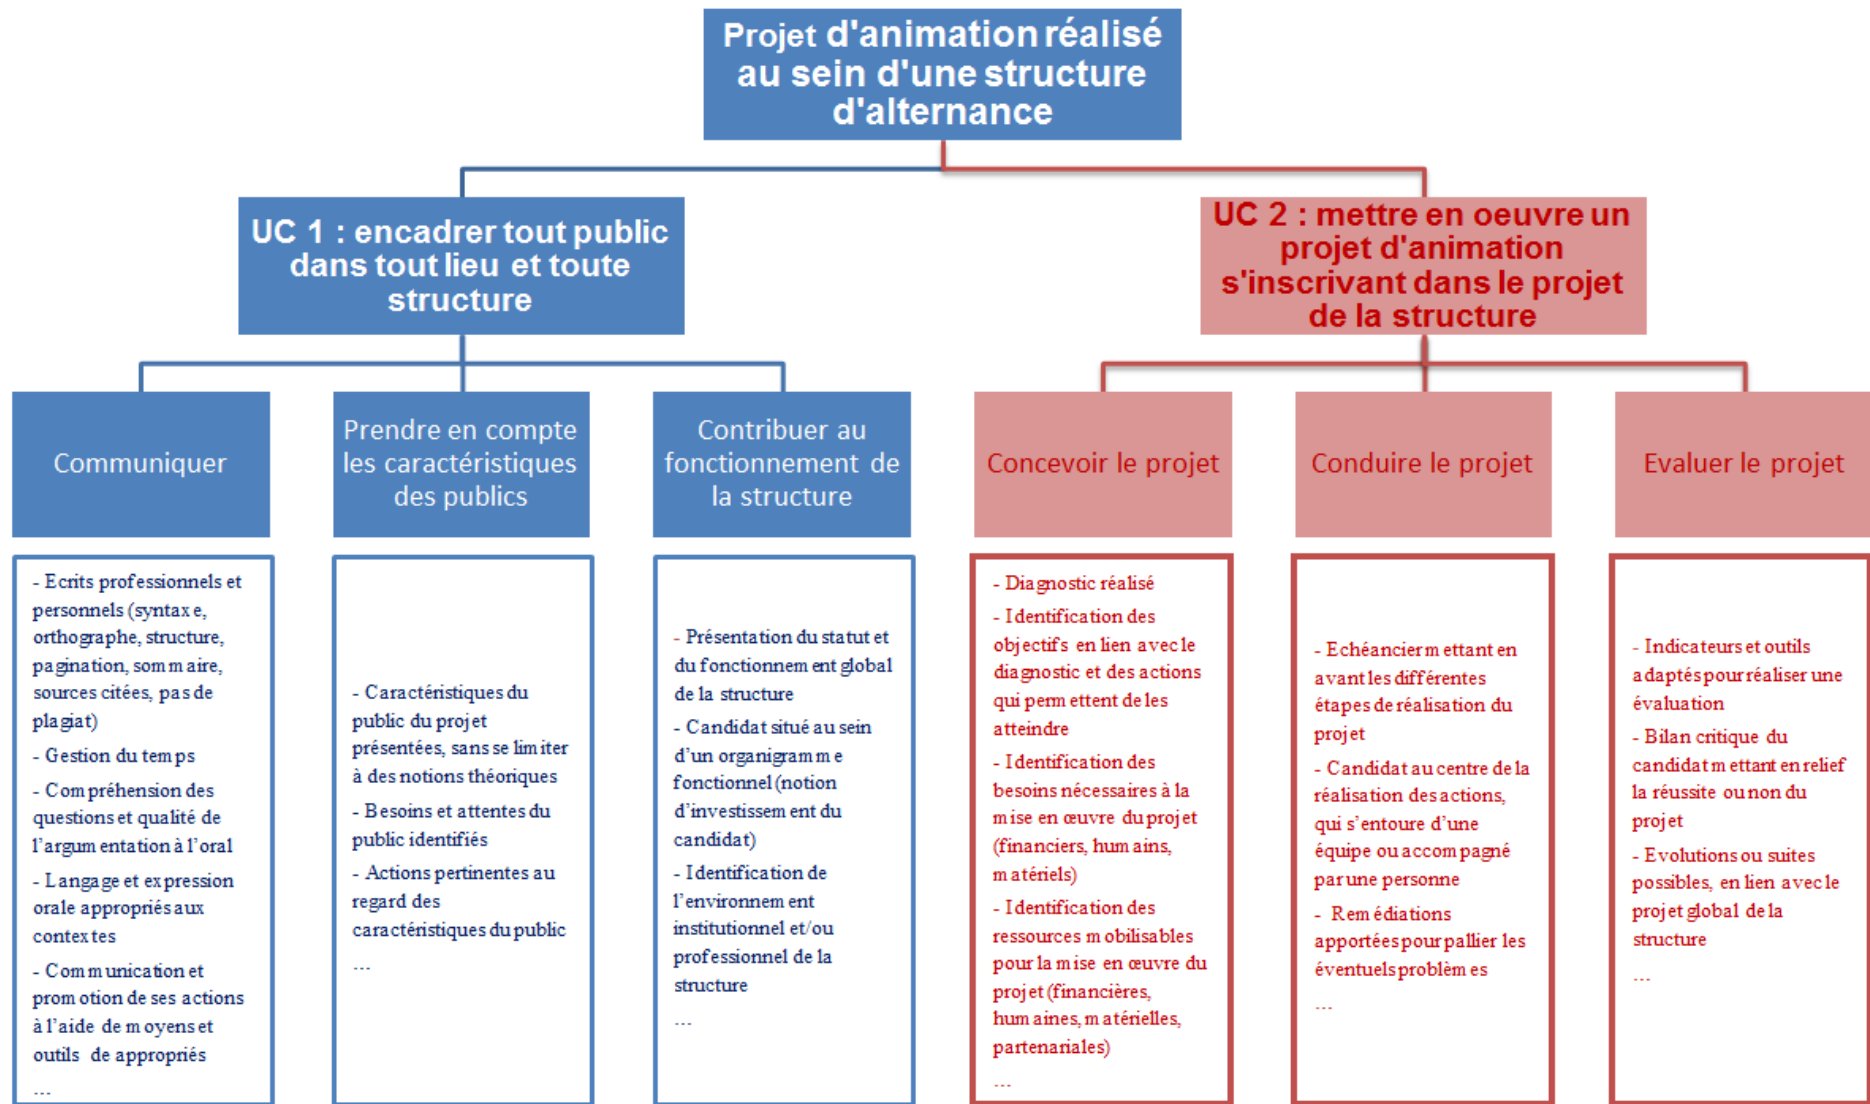 Projet d'animation réalisé
au sein d'une structure
d'alternance
UC 1 : encadrer tout public
dans tout lieu et toute
structure
UC 2 : mettre en oeuvre un
projet d'animation
s'inscrivant dans le projet
de la structure
Communiquer
Prendre en compte
les caractéristiques
des publics
Contribuer au
fonctionnement de
la structure
Concevoir le projet
Conduire le projet
Evaluer le projet
- Ecrits professionnels et
personnels (syntaxe,
orthographe, structure,
pagination, sommaire,
sources citées, pas de
plagiat)
- Gestion du temps
- Compréhension des
questions et qualité de
l'argumentation à l'oral
- Langage et expression
orale appropriés aux
contextes
- Communication et
promotion de ses actions
à l'aide de moyens et
outils de appropriés
...
- Caractéristiques du
public du projet
présentées, sans se limiter
à des notions théoriques
- Besoins et attentes du
public identifiés
- Actions pertinentes au
regard des
caractéristiques du public
...
- Présentation du statut et
du fonctionnement global
de la structure
- Candidat situé au sein
d'un organigramme
fonctionnel (notion
d'investissement du
candidat)
- Identification de
l'environnement
institutionnel et/ou
professionnel de la
structure
...
- Diagnostic réalisé
- Identification des
objectifs en lien avec le
diagnostic et des actions
qui permettent de les
atteindre
- Identification des
besoins nécessaires à la
mise en œuvre du projet
(financiers, humains,
matériels)
- Identification des
ressources mobilisables
pour la mise en œuvre du
projet (financières,
humaines, matérielles,
partenariales)
...
- Echéancier mettant en
avant les différentes
étapes de réalisation du
projet
- Candidat au centre de la
réalisation des actions,
qui s'entoure d'une
équipe ou accompagné
par une personne
- Remédiations
apportées pour pallier les
éventuels problèmes
...
- Indicateurs et outils
adaptés pour réaliser une
évaluation
- Bilan critique du
candidat mettant en relief
la réussite ou non du
projet
- Evolutions ou suites
possibles, en lien avec le
projet global de la
structure
...